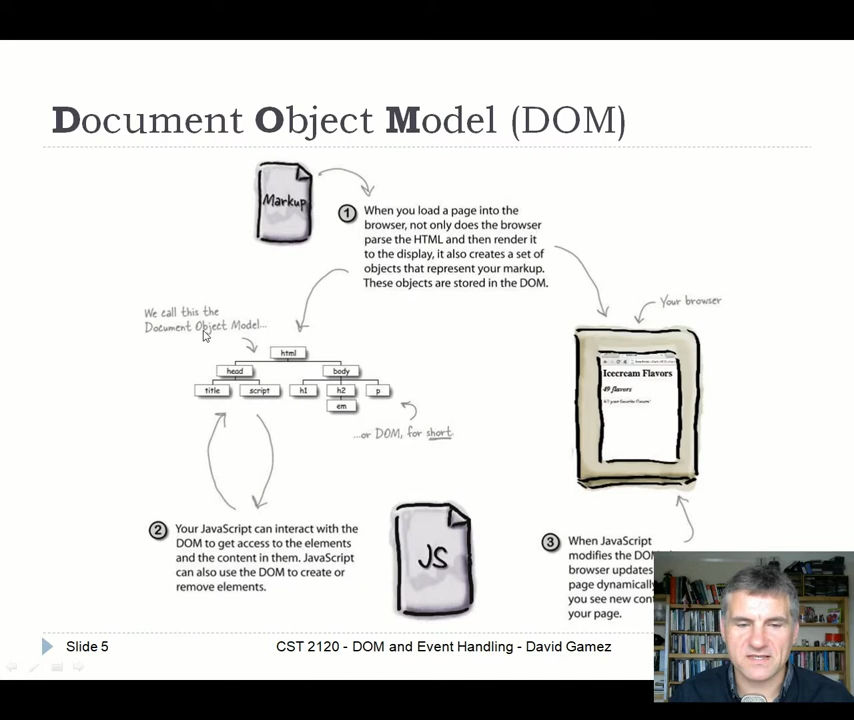 Document Object Model (DOM)
Markup
1
When you load a page into the
browser, not only does the browser
parse the HTML and then render it
to the display, it also creates a set of
objects that represent your markup.
These objects are stored in the DOM.
We call this the
Document Object Model...
Your browser
html
head
body
title
script
h1
h2
p
em
...or DOM, for short
Icecream Flavors
49 flavors
2
Your JavaScript can interact with the
DOM to get access to the elements
and the content in them. JavaScript
can also use the DOM to create or
remove elements.
JS
3
When JavaScript
modifies the DOM
browser updates
page dynamically
you see new con
your page.
Slide 5
CST 2120 - DOM and Event Handling - David Gamez